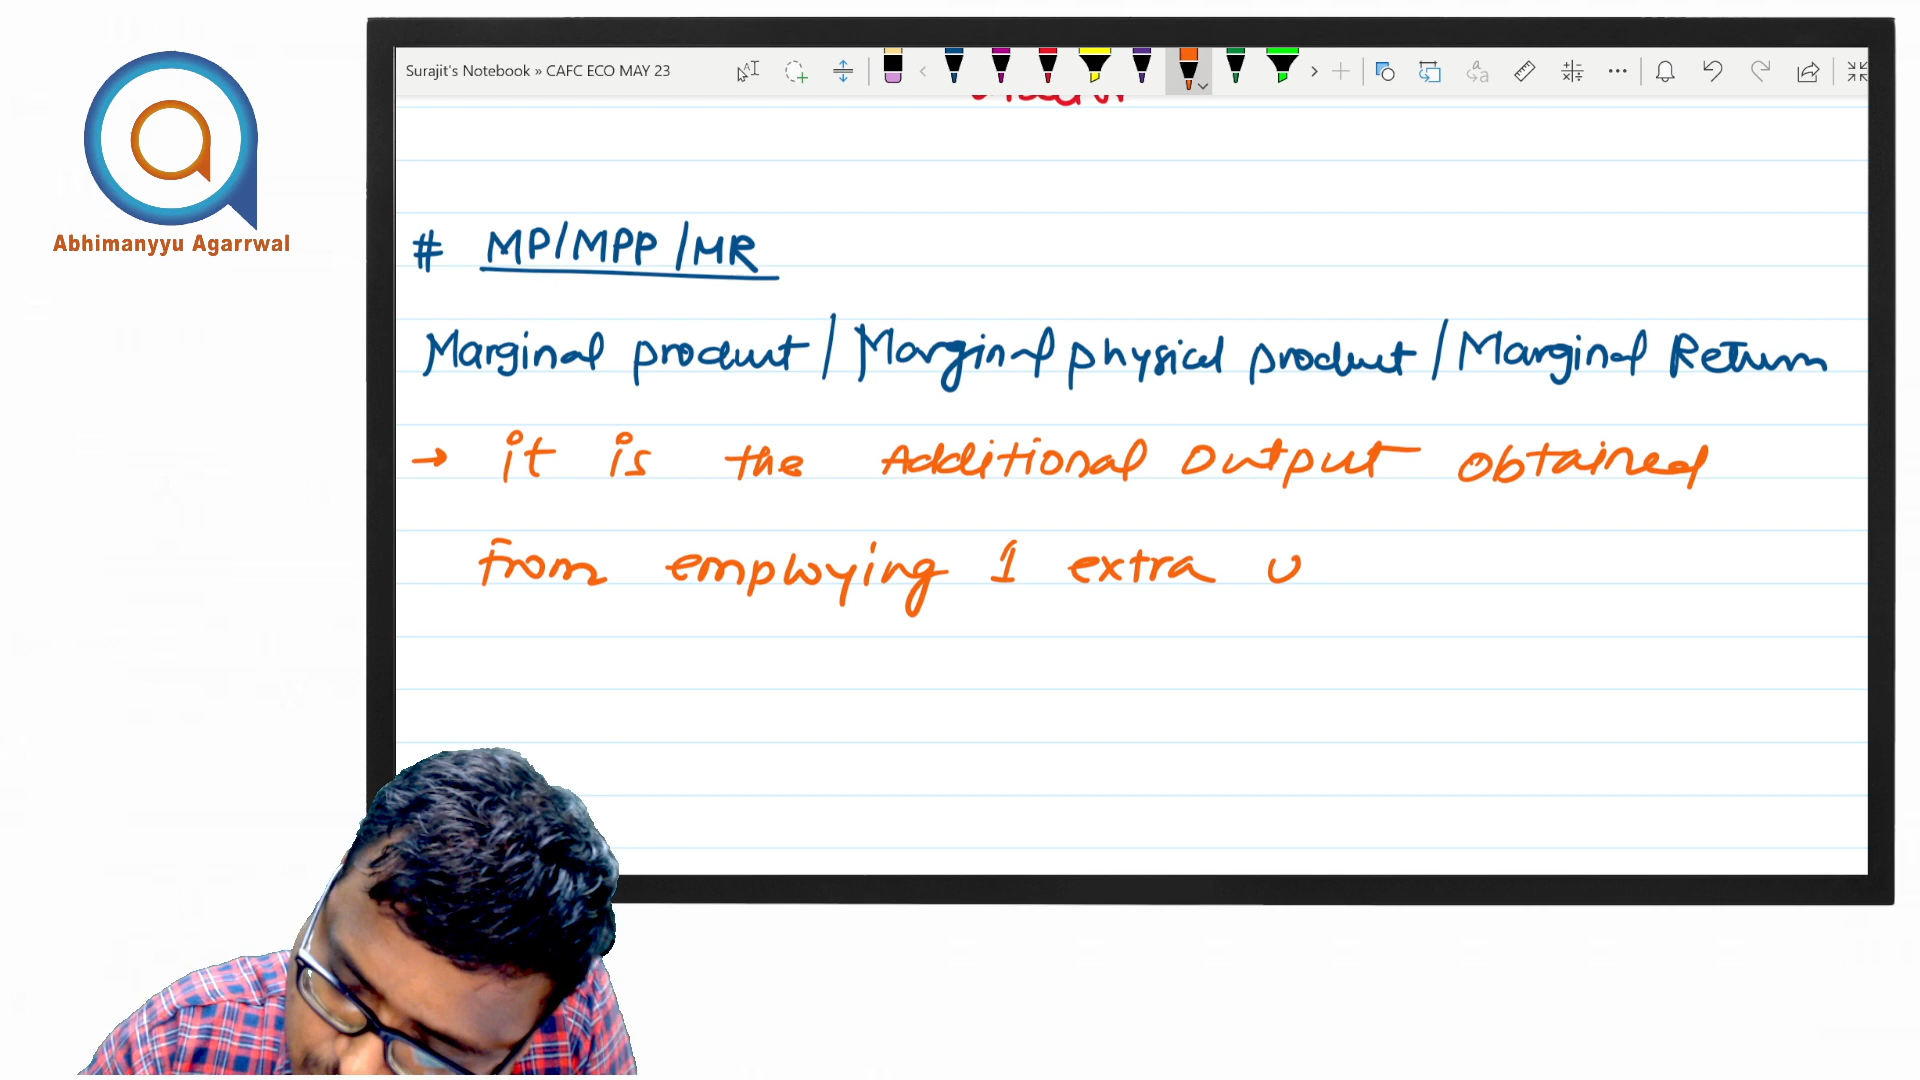 Surajit's Notebook » CAFC ECO MAY 23
Abhimanyyu Agarrwal
# MP/MPP/MR
Marginal product / Marginal physical product / Marginal Return
→ it is the Additional Output Obtained
From employing 1 extra u